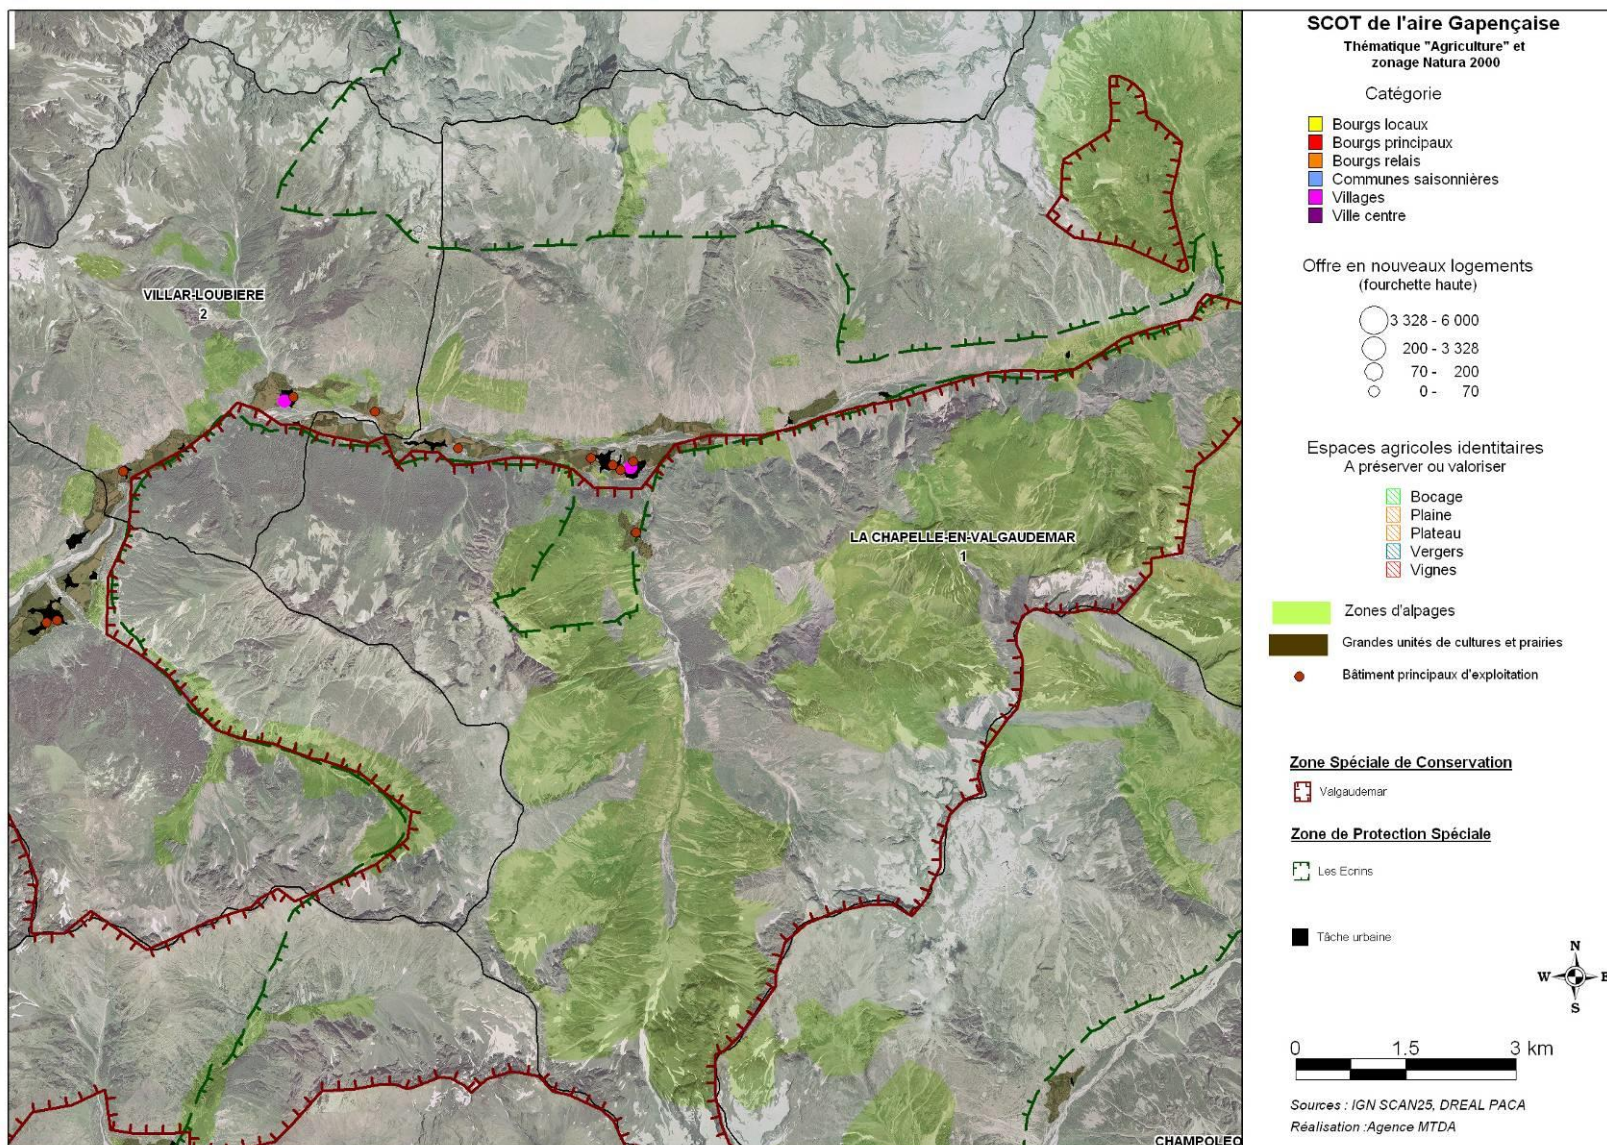 SCOT de l'aire Gapençaise
Thématique "Agriculture" et
zonage Natura 2000
Catégorie
Bourgs locaux
Bourgs principaux
Bourgs relais
Communes saisonnières
Villages
Ville centre
Offre en nouveaux logements
(fourchette haute)
3 328 - 6 000
200 - 3 328
70 - 200
0 - 70
Espaces agricoles identitaires
A préserver ou valoriser
Bocage
Plaine
Plateau
Vergers
Vignes
Zones d'alpages
Grandes unités de cultures et prairies
Bâtiment principaux d'exploitation
Zone Spéciale de Conservation
Valgaudemar
Zone de Protection Spéciale
Les Ecrins
Tâche urbaine
N
W E
S
0 1.5 3 km
Sources : IGN SCAN25, DREAL PACA
Réalisation :Agence MTDA
VILLAR-LOUBIERE
2
LA CHAPELLE-EN-VALGAUDEMAR
1
CHAMPOLEO